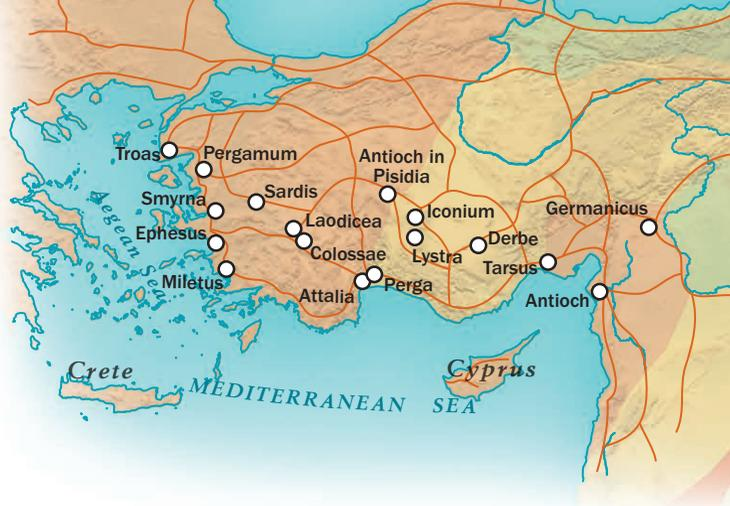 Troas
Pergamum
Antioch in
Pisidia
Smyrna
Sardis
Aegean Sea
Laodicea
Iconium
Germanicus
Ephesus
Colossae
Lystra
Derbe
Miletus
Tarsus
Attalia
Perga
Antioch
Crete
Cyprus
MEDITERRANEAN SEA